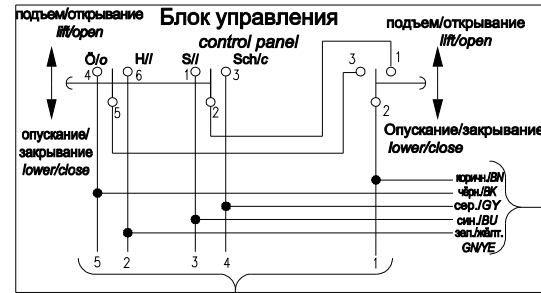 подъем/открывание
lift/open
Блок управления
control panel
подъем/открывание
lift/open
Ö/o H// S// Sch/c
4 6 1 3 3 1
5 2 2
опускание/
закрывание
lower/close
Опускание/закрывание
lower/close
коричн./BN
чёрн./BK
сер./GY
син./BU
зел./жёлт.
GN/YE
5 2 3 4 1